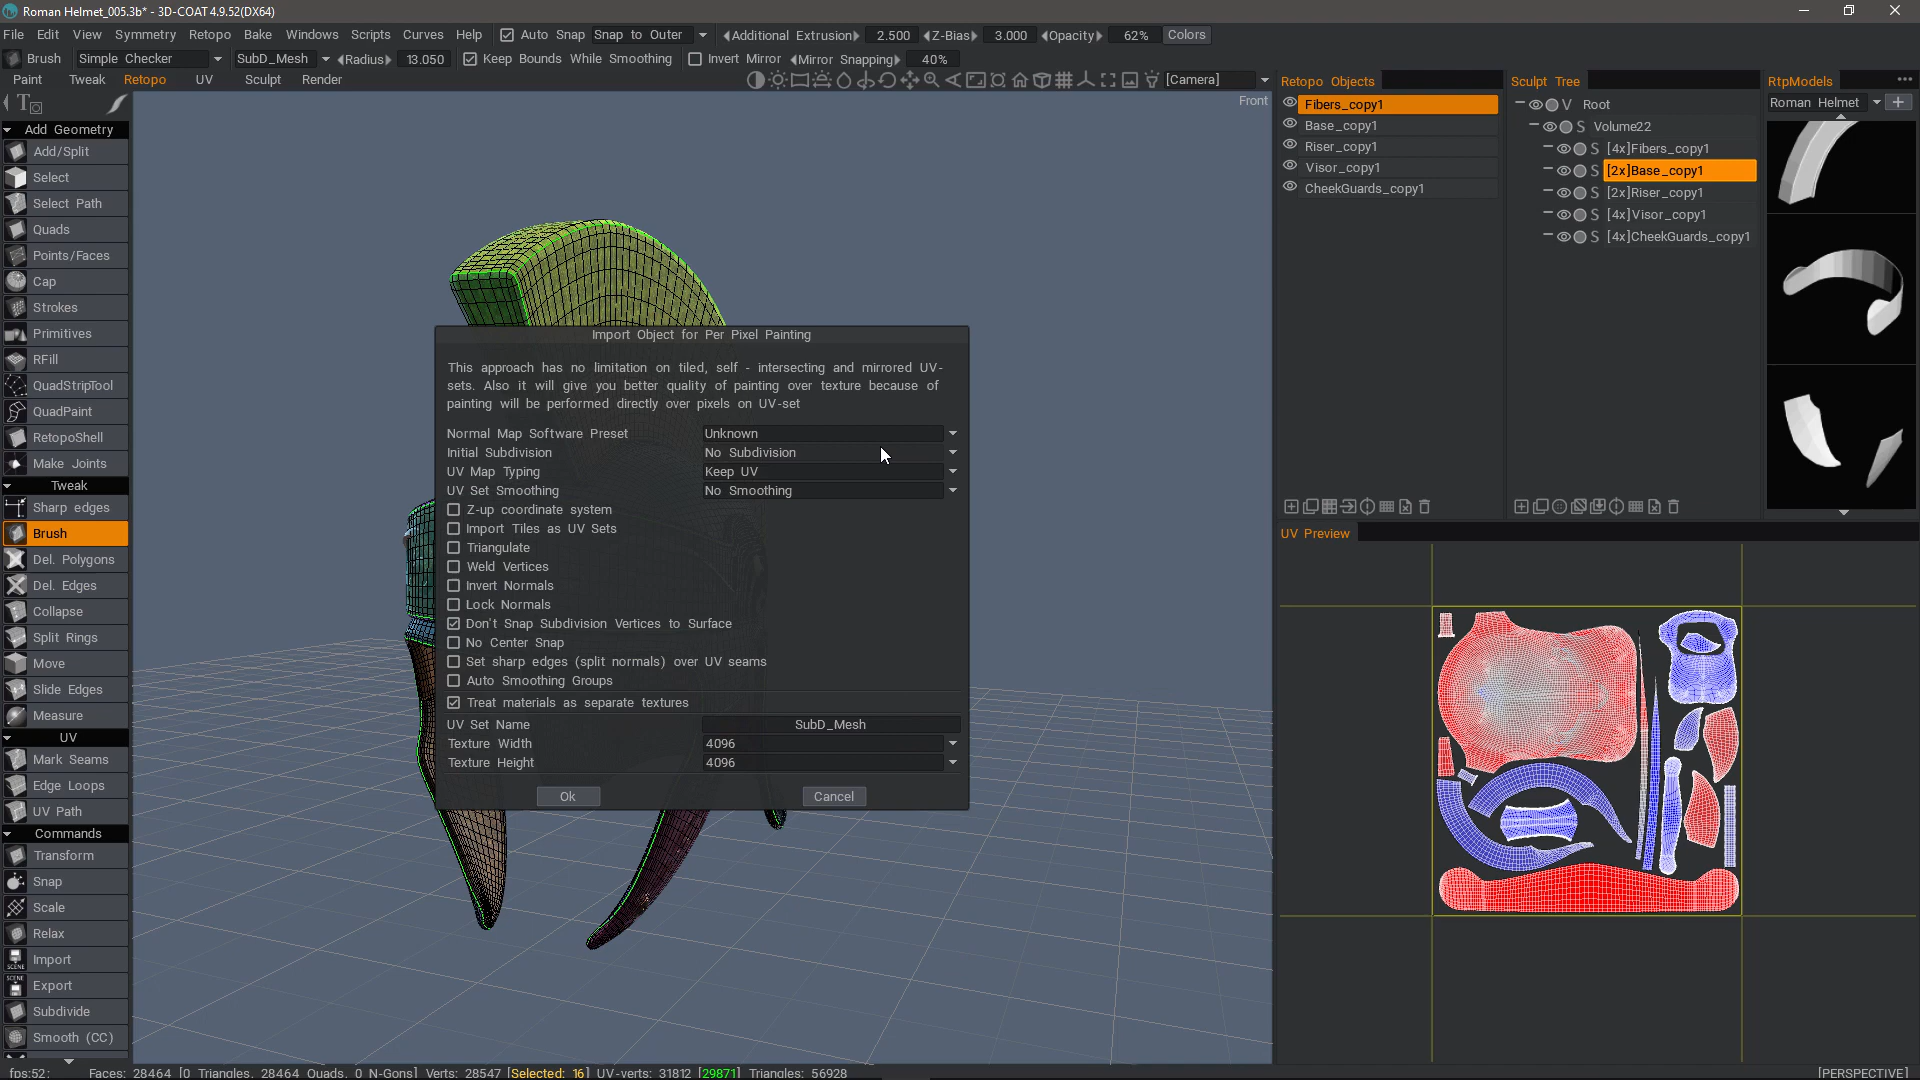 Roman Helmet_005.3b* - 3D-COAT 4.9.52(DX64)
File Edit View Symmetry Retopo Bake Windows Scripts Curves Help Auto Snap Snap to Outer Additional Extrusion 2.500 Z-Bias 3.000 Opacity 62% Colors
Brush Simple Checker SubD_Mesh Radius 13.050 Keep Bounds While Smoothing Invert Mirror Mirror Snapping 40%
Paint Tweak Retopo UV Sculpt Render [Camera]
Front
Add Geometry
Add/Split
Select
Select Path
Quads
Points/Faces
Cap
Strokes
Primitives
RFill
QuadStripTool
QuadPaint
RetopoShell
Make Joints
Tweak
Sharp edges
Brush
Del. Polygons
Del. Edges
Collapse
Split Rings
Move
Slide Edges
Measure
UV
Mark Seams
Edge Loops
UV Path
Commands
Transform
Snap
Scale
Relax
SCENE Import
SCENE Export
Subdivide
Smooth (CC)
Import Object for Per Pixel Painting
This approach has no limitation on tiled, self - intersecting and mirrored UV-
sets. Also it will give you better quality of painting over texture because of
painting will be performed directly over pixels on UV-set
Normal Map Software Preset Unknown
Initial Subdivision No Subdivision
UV Map Typing Keep UV
UV Set Smoothing No Smoothing
Z-up coordinate system
Import Tiles as UV Sets
Triangulate
Weld Vertices
Invert Normals
Lock Normals
Don't Snap Subdivision Vertices to Surface
No Center Snap
Set sharp edges (split normals) over UV seams
Auto Smoothing Groups
Treat materials as separate textures
UV Set Name SubD_Mesh
Texture Width 4096
Texture Height 4096
Ok Cancel
Retopo Objects
Fibers_copy1
Base_copy1
Riser_copy1
Visor_copy1
CheekGuards_copy1
Sculpt Tree
V Root
S Volume22
S [4x]Fibers_copy1
S [2x]Base_copy1
S [2x]Riser_copy1
S [4x]Visor_copy1
S [4x]CheekGuards_copy1
RtpModels
Roman Helmet
UV Preview
fps:52; Faces: 28464 [0 Triangles, 28464 Quads, 0 N-Gons] Verts: 28547 [Selected: 16] UV-verts: 31812 [29871] Triangles: 56928 [PERSPECTIVE]